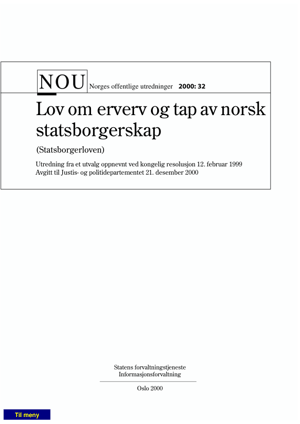 NOU Norges offentlige utredninger 2000: 32
Lov om erverv og tap av norsk
statsborgerskap
(Statsborgerloven)
Utredning fra et utvalg oppnevnt ved kongelig resolusjon 12. februar 1999
Avgitt til Justis- og politidepartementet 21. desember 2000
Statens forvaltningstjeneste
Informasjonsforvaltning
Oslo 2000
Til meny